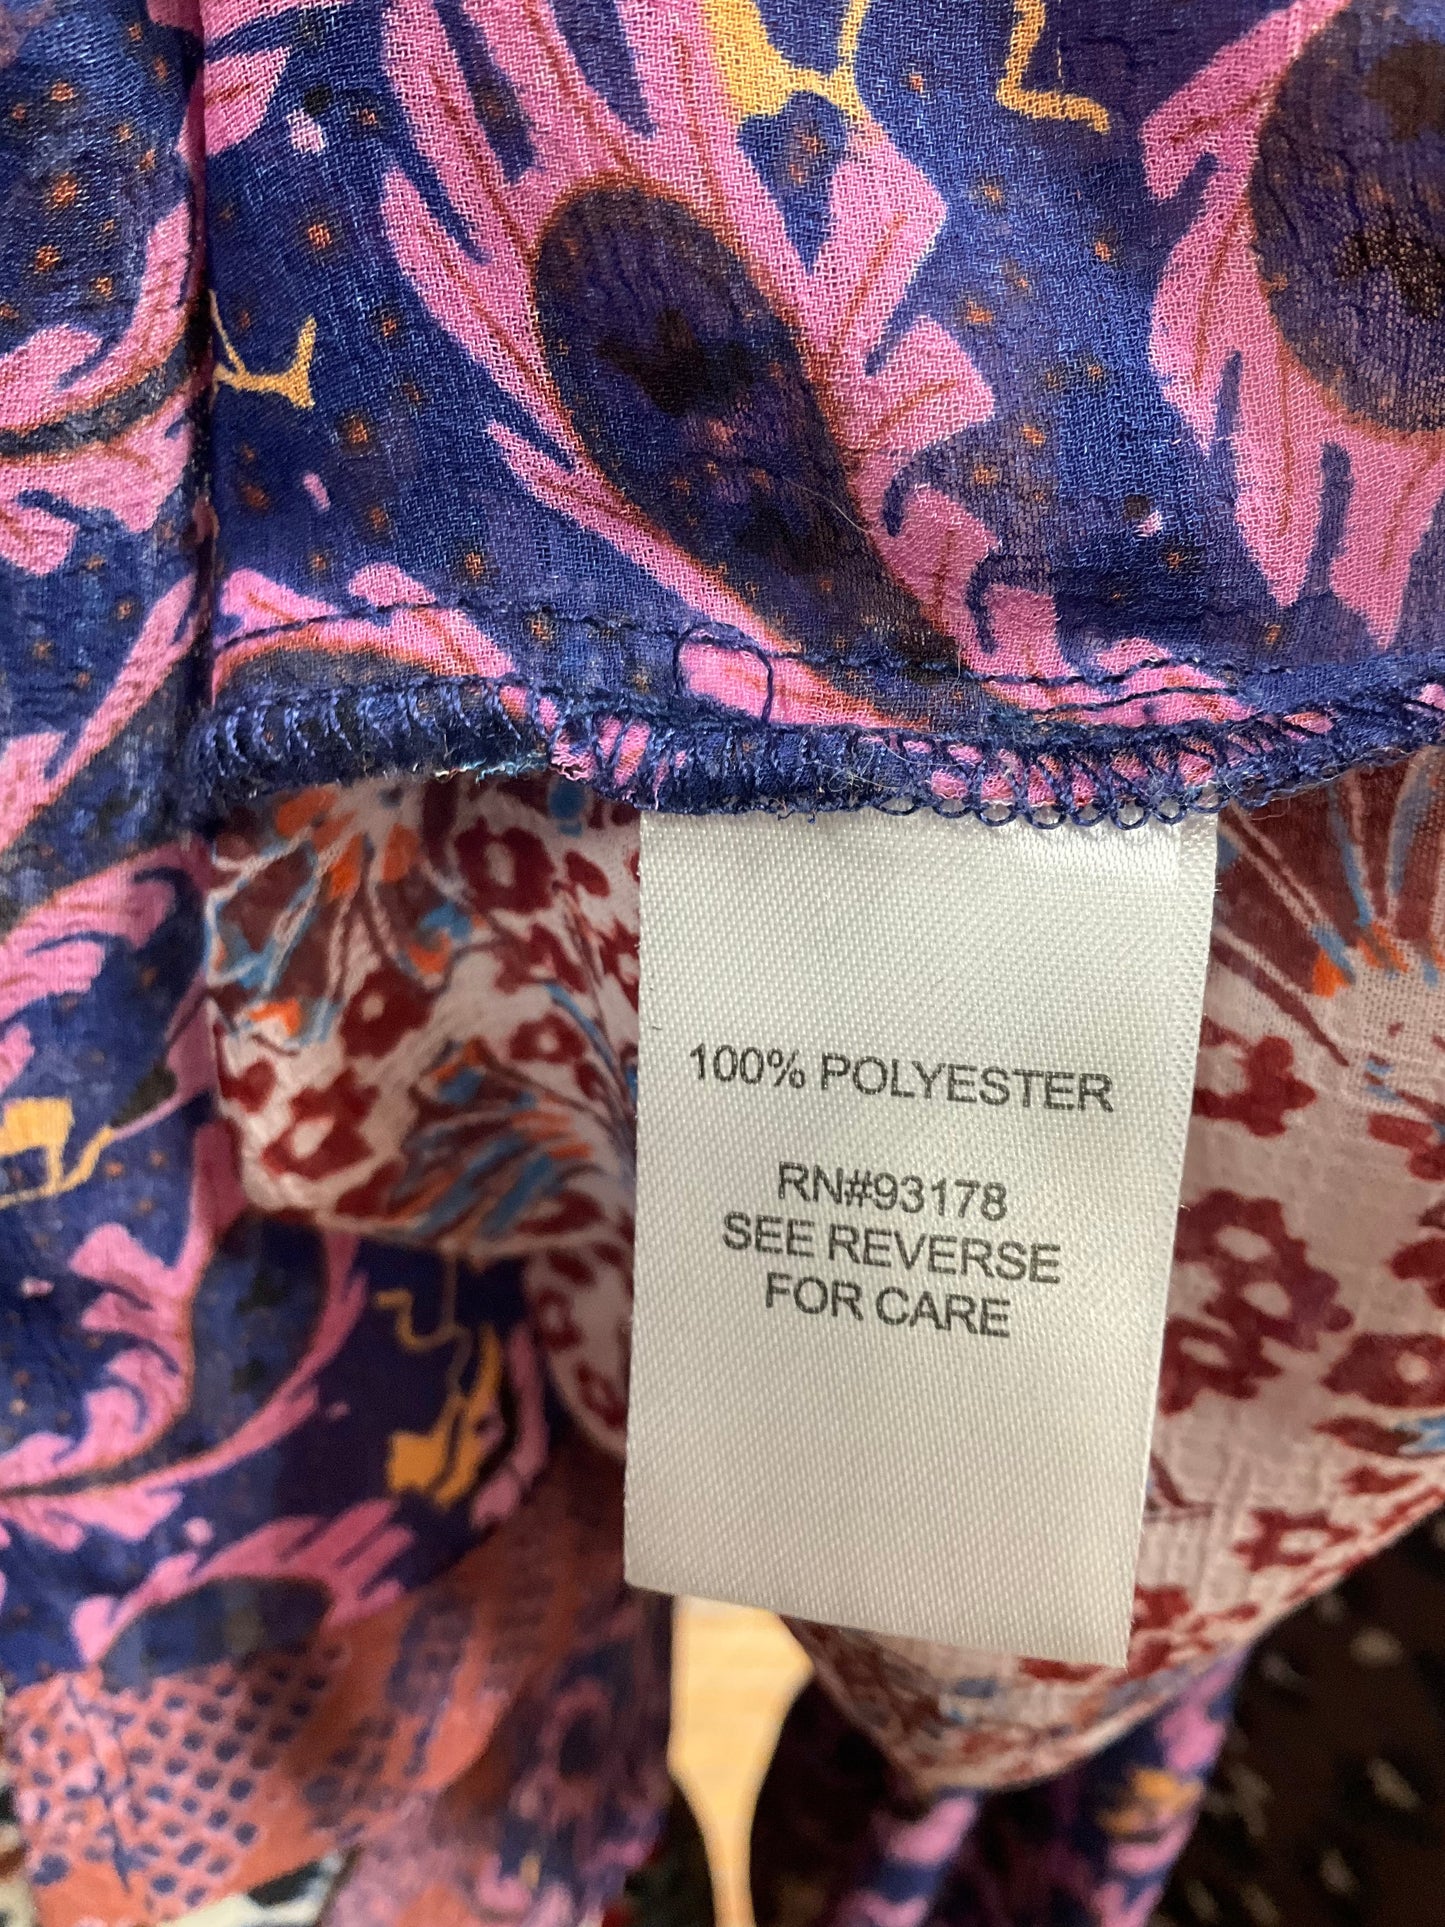 100% POLYESTER
RN#93178
SEE REVERSE
FOR CARE